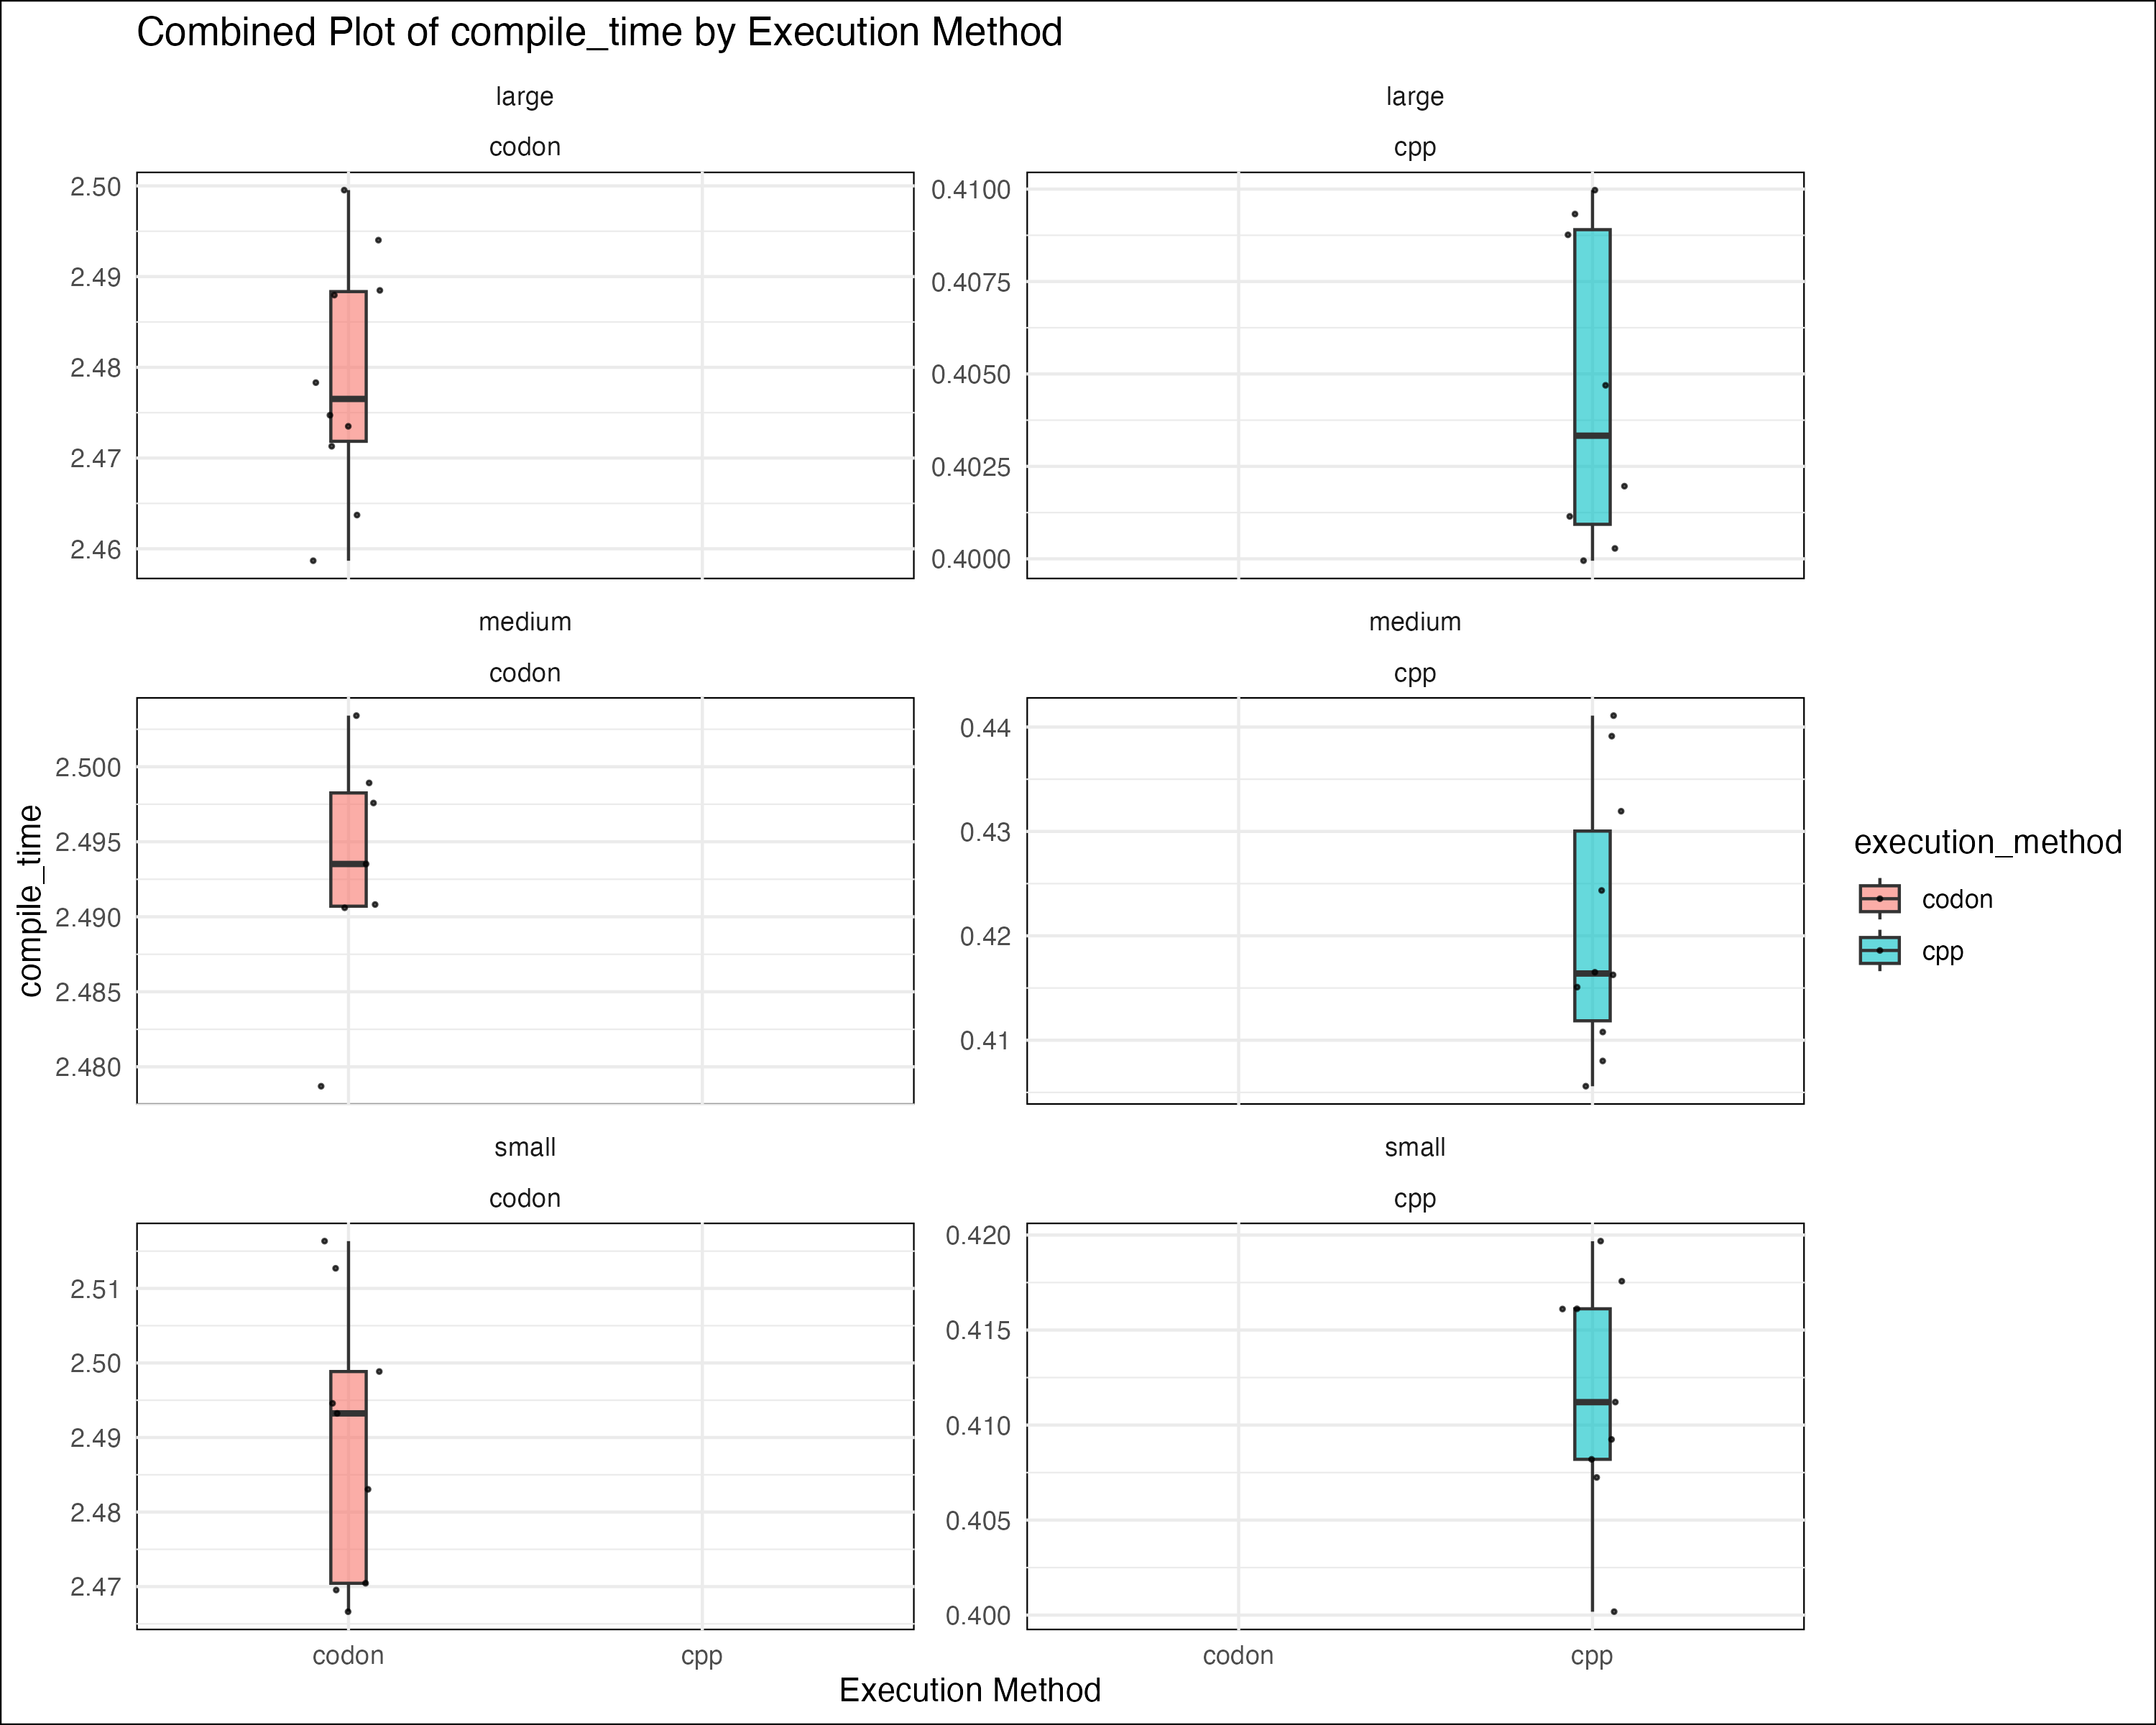 Combined Plot of compile_time by Execution Method
large
codon
2.50
2.49
2.48
2.47
2.46
large
cpp
0.4100
0.4075
0.4050
0.4025
0.4000
medium
codon
2.500
2.495
2.490
2.485
2.480
medium
cpp
0.44
0.43
0.42
0.41
small
codon
2.51
2.50
2.49
2.48
2.47
codon
cpp
small
cpp
0.420
0.415
0.410
0.405
0.400
codon
cpp
compile_time
Execution Method
execution_method
codon
cpp